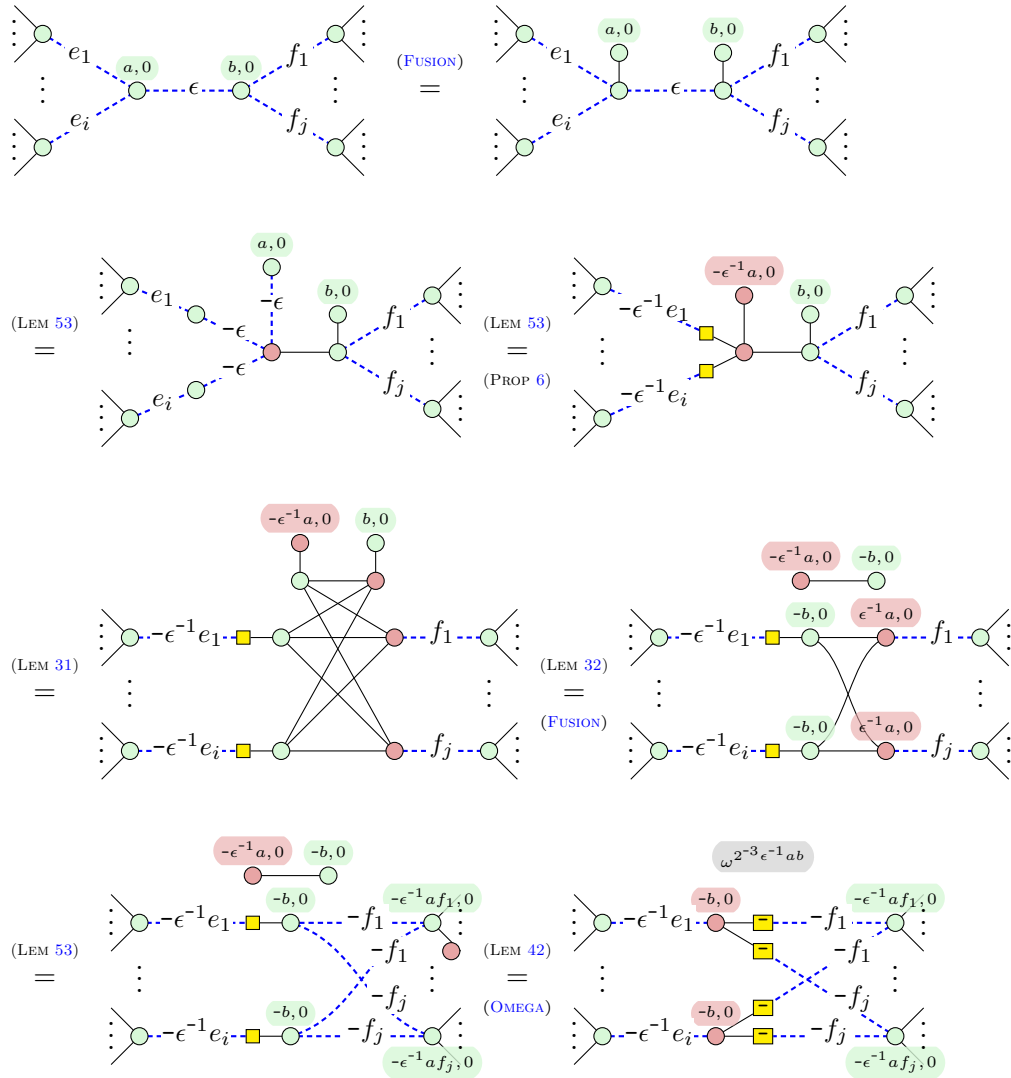 a, 0 b, 0 a, 0 b, 0
e₁ ϵ f₁ (FUSION) = e₁ ϵ f₁
eᵢ fⱼ eᵢ fⱼ
a, 0 -ϵ⁻¹a, 0
b, 0 b, 0
(LEM 53) = e₁ -ϵ -ϵ f₁ (LEM 53) = -ϵ⁻¹e₁ f₁
(PROP 6)
eᵢ -ϵ fⱼ -ϵ⁻¹eᵢ fⱼ
-ϵ⁻¹a, 0 b, 0 -ϵ⁻¹a, 0 -b, 0
-b, 0 ϵ⁻¹a, 0
(LEM 31) = -ϵ⁻¹e₁ f₁ (LEM 32) = -ϵ⁻¹e₁ f₁
(FUSION)
-b, 0 ϵ⁻¹a, 0
-ϵ⁻¹eᵢ fⱼ -ϵ⁻¹eᵢ fⱼ
-ϵ⁻¹a, 0 -b, 0 ω^{2⁻³ϵ⁻¹ab}
-b, 0 -ϵ⁻¹af₁, 0 -b, 0 -ϵ⁻¹af₁, 0
(LEM 53) = -ϵ⁻¹e₁ -f₁ -f₁ (LEM 42) = -ϵ⁻¹e₁ - -f₁ - -f₁
(OMEGA)
-b, 0 -fⱼ -b, 0 - -fⱼ
-ϵ⁻¹eᵢ -fⱼ -ϵ⁻¹eᵢ - -fⱼ
-ϵ⁻¹afⱼ, 0 -ϵ⁻¹afⱼ, 0